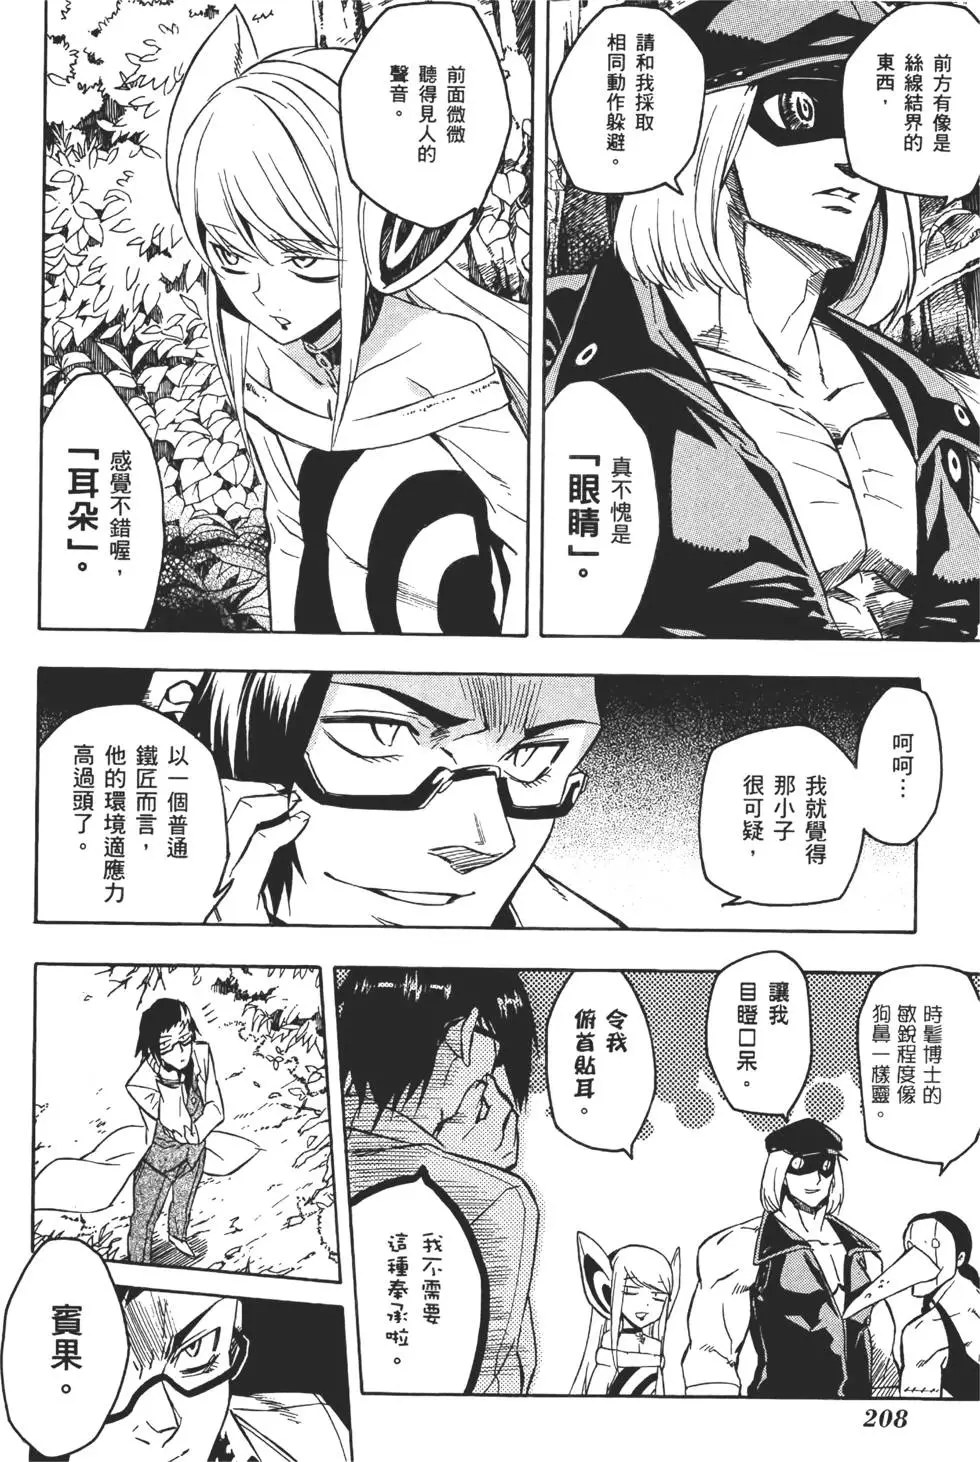 前方有像是
絲線結界的
東西，
請和我採取
相同動作躲避。
真不愧是
「眼睛」。
前面微微
聽得見人的
聲音。
感覺不錯喔，
「耳朵」。
呵呵…
我就覺得
那小子
很可疑，
以一個普通
鐵匠而言，
他的環境適應力
高過頭了。
時髦博士的
敏銳程度像
狗鼻一樣靈。
讓我
目瞪口呆。
令我
俯首貼耳。
我不需要
這種奉承啦。
賓果。
208